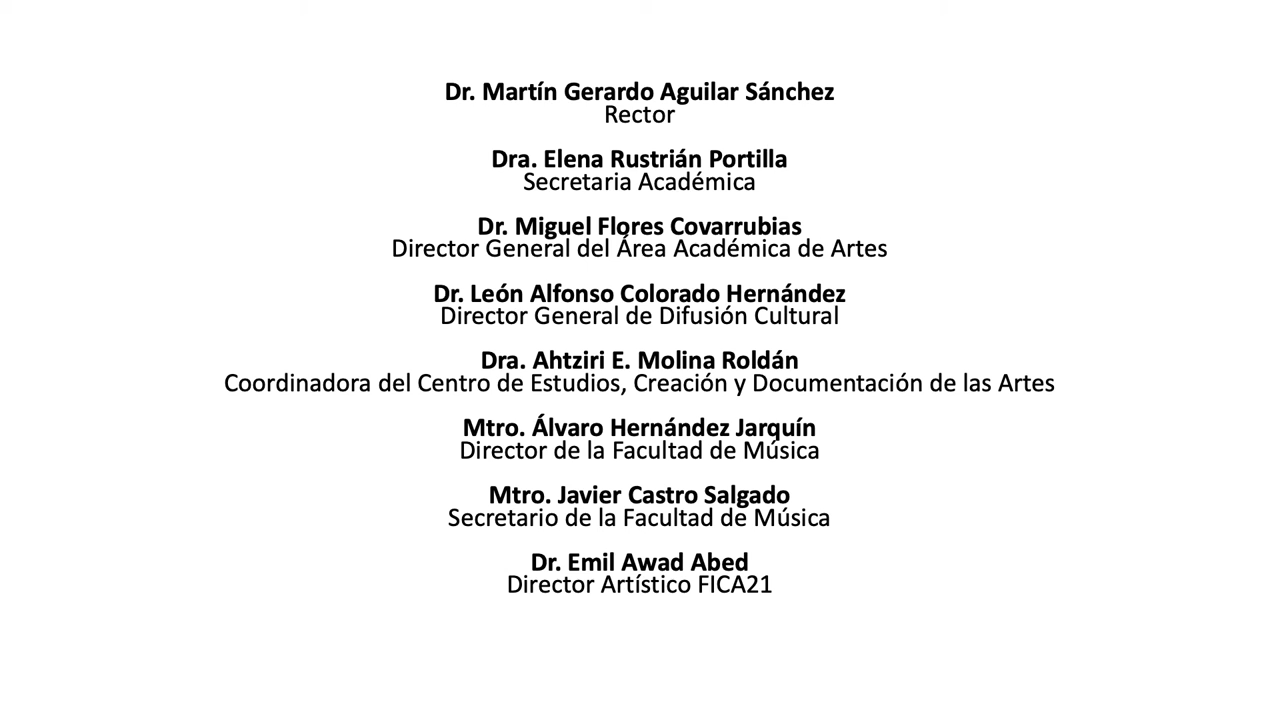 Dr. Martín Gerardo Aguilar Sánchez
Rector
Dra. Elena Rustrián Portilla
Secretaria Académica
Dr. Miguel Flores Covarrubias
Director General del Área Académica de Artes
Dr. León Alfonso Colorado Hernández
Director General de Difusión Cultural
Dra. Ahtziri E. Molina Roldán
Coordinadora del Centro de Estudios, Creación y Documentación de las Artes
Mtro. Álvaro Hernández Jarquín
Director de la Facultad de Música
Mtro. Javier Castro Salgado
Secretario de la Facultad de Música
Dr. Emil Awad Abed
Director Artístico FICA21